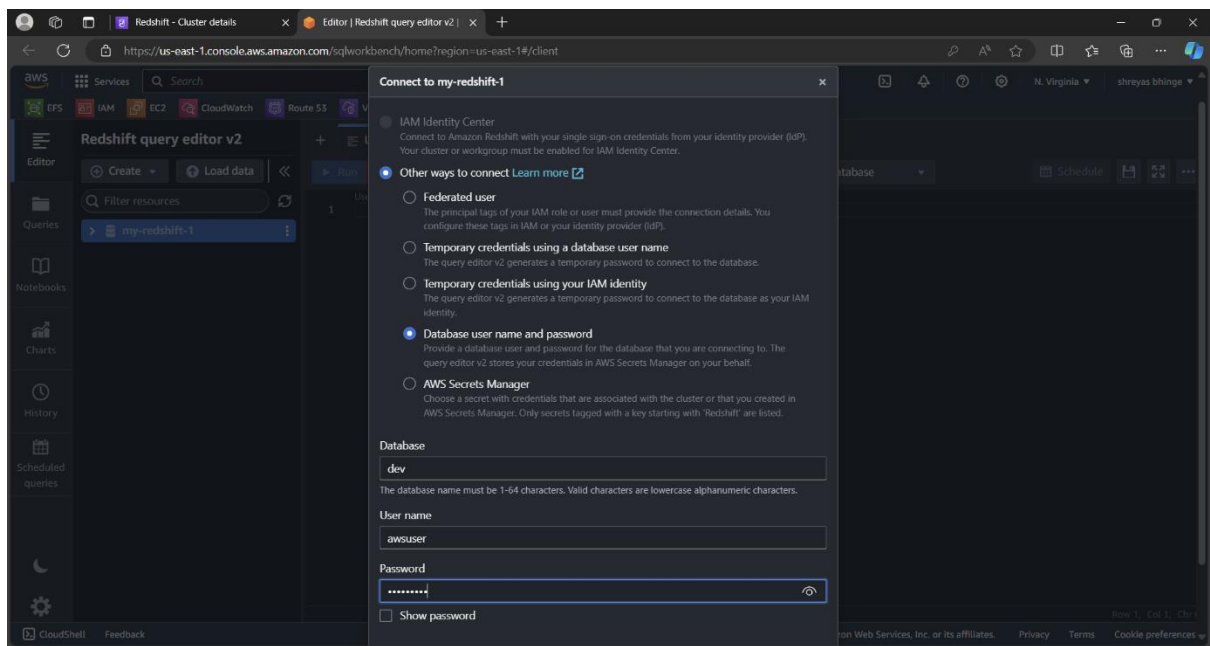 Redshift - Cluster details
Editor | Redshift query editor v2 |
https://us-east-1.console.aws.amazon.com/sqlworkbench/home?region=us-east-1#/client
aws
Services
Search
N. Virginia
shreyas bhinge
EFS
IAM
EC2
CloudWatch
Route 53
Editor
Queries
Notebooks
Charts
History
Scheduled
queries
Redshift query editor v2
Create
Load data
Filter resources
my-redshift-1
Run
1
Schedule
Connect to my-redshift-1
IAM Identity Center
Connect to Amazon Redshift with your single sign-on credentials from your identity provider (IdP).
Your cluster or workgroup must be enabled for IAM Identity Center.
Other ways to connect Learn more
Federated user
The principal tags of your IAM role or user must provide the connection details. You
configure these tags in IAM or your identity provider (IdP).
Temporary credentials using a database user name
The query editor v2 generates a temporary password to connect to the database.
Temporary credentials using your IAM identity
The query editor v2 generates a temporary password to connect to the database as your IAM
identity.
Database user name and password
Provide a database user and password for the database that you are connecting to. The
query editor v2 stores your credentials in AWS Secrets Manager on your behalf.
AWS Secrets Manager
Choose a secret with credentials that are associated with the cluster or that you created in
AWS Secrets Manager. Only secrets tagged with a key starting with 'Redshift' are listed.
Database
dev
The database name must be 1-64 characters. Valid characters are lowercase alphanumeric characters.
User name
awsuser
Password
•••••••••
Show password
Row 1, Col 1,
CloudShell
Feedback
Web Services, Inc. or its affiliates.
Privacy
Terms
Cookie preferences